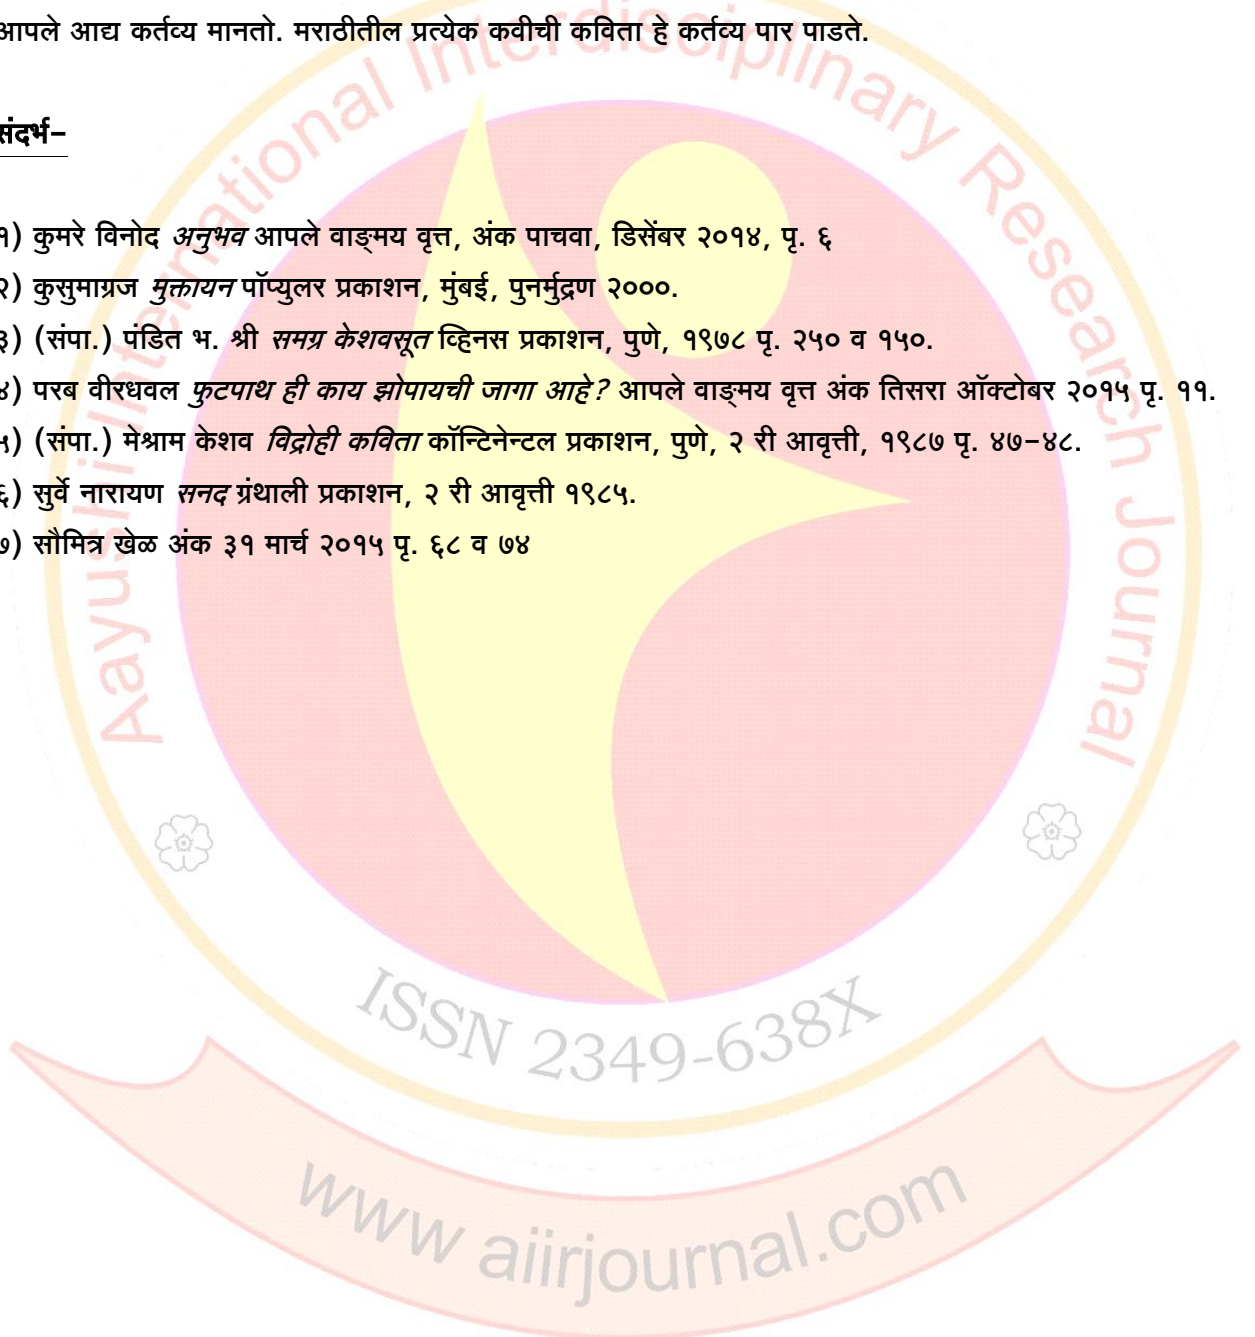 आपले आद्य कर्तव्य मानतो. मराठीतील प्रत्येक कवीची कविता हे कर्तव्य पार पाडते.
संदर्भ–
१) कुमरे विनोद अनुभव आपले वाङ्मय वृत्त, अंक पाचवा, डिसेंबर २०१४, पृ. ६
२) कुसुमाग्रज मुक्तायन पॉप्युलर प्रकाशन, मुंबई, पुनर्मुद्रण २०००.
३) (संपा.) पंडित भ. श्री समग्र केशवसूत व्हिनस प्रकाशन, पुणे, १९७८ पृ. २५० व १५०.
४) परब वीरधवल फुटपाथ ही काय झोपायची जागा आहे? आपले वाङ्मय वृत्त अंक तिसरा ऑक्टोबर २०१५ पृ. ११.
५) (संपा.) मेश्राम केशव विद्रोही कविता कॉन्टिनेन्टल प्रकाशन, पुणे, २ री आवृत्ती, १९८७ पृ. ४७–४८.
६) सुर्वे नारायण सनद ग्रंथाली प्रकाशन, २ री आवृत्ती १९८५.
७) सौमित्र खेळ अंक ३१ मार्च २०१५ पृ. ६८ व ७४
Aayushi International Interdisciplinary Research Journal
ISSN 2349-638X
www aiirjournal.com